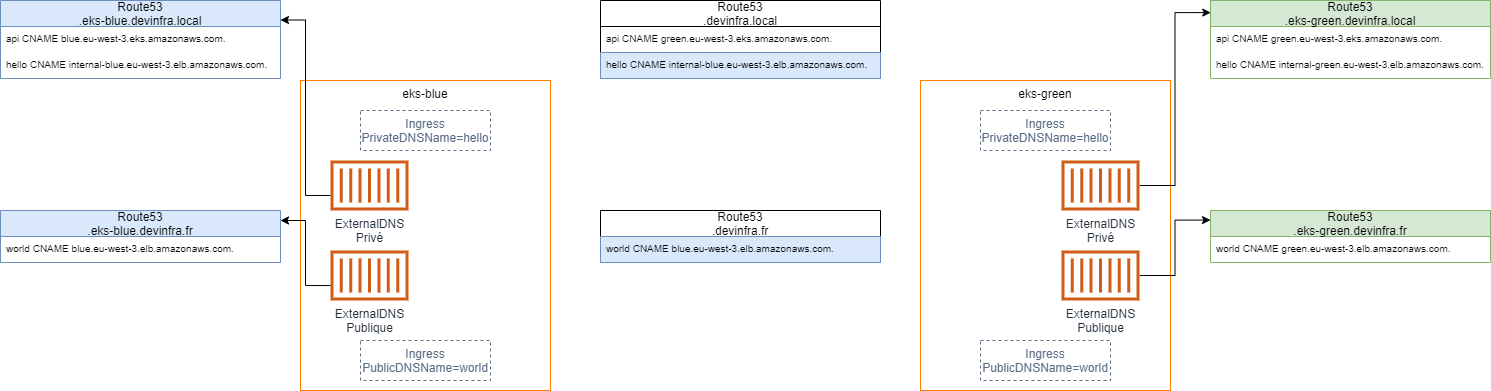 Route53
.eks-blue.devinfra.local
api CNAME blue.eu-west-3.eks.amazonaws.com.
hello CNAME internal-blue.eu-west-3.elb.amazonaws.com.
Route53
.devinfra.local
api CNAME green.eu-west-3.eks.amazonaws.com.
hello CNAME internal-blue.eu-west-3.elb.amazonaws.com.
Route53
.eks-green.devinfra.local
api CNAME green.eu-west-3.eks.amazonaws.com.
hello CNAME internal-green.eu-west-3.elb.amazonaws.com.
eks-blue
Ingress
PrivateDNSName=hello
ExternalDNS
Privé
ExternalDNS
Publique
Ingress
PublicDNSName=world
eks-green
Ingress
PrivateDNSName=hello
ExternalDNS
Privé
ExternalDNS
Publique
Ingress
PublicDNSName=world
Route53
.eks-blue.devinfra.fr
world CNAME blue.eu-west-3.elb.amazonaws.com.
Route53
.devinfra.fr
world CNAME blue.eu-west-3.elb.amazonaws.com.
Route53
.eks-green.devinfra.fr
world CNAME green.eu-west-3.elb.amazonaws.com.